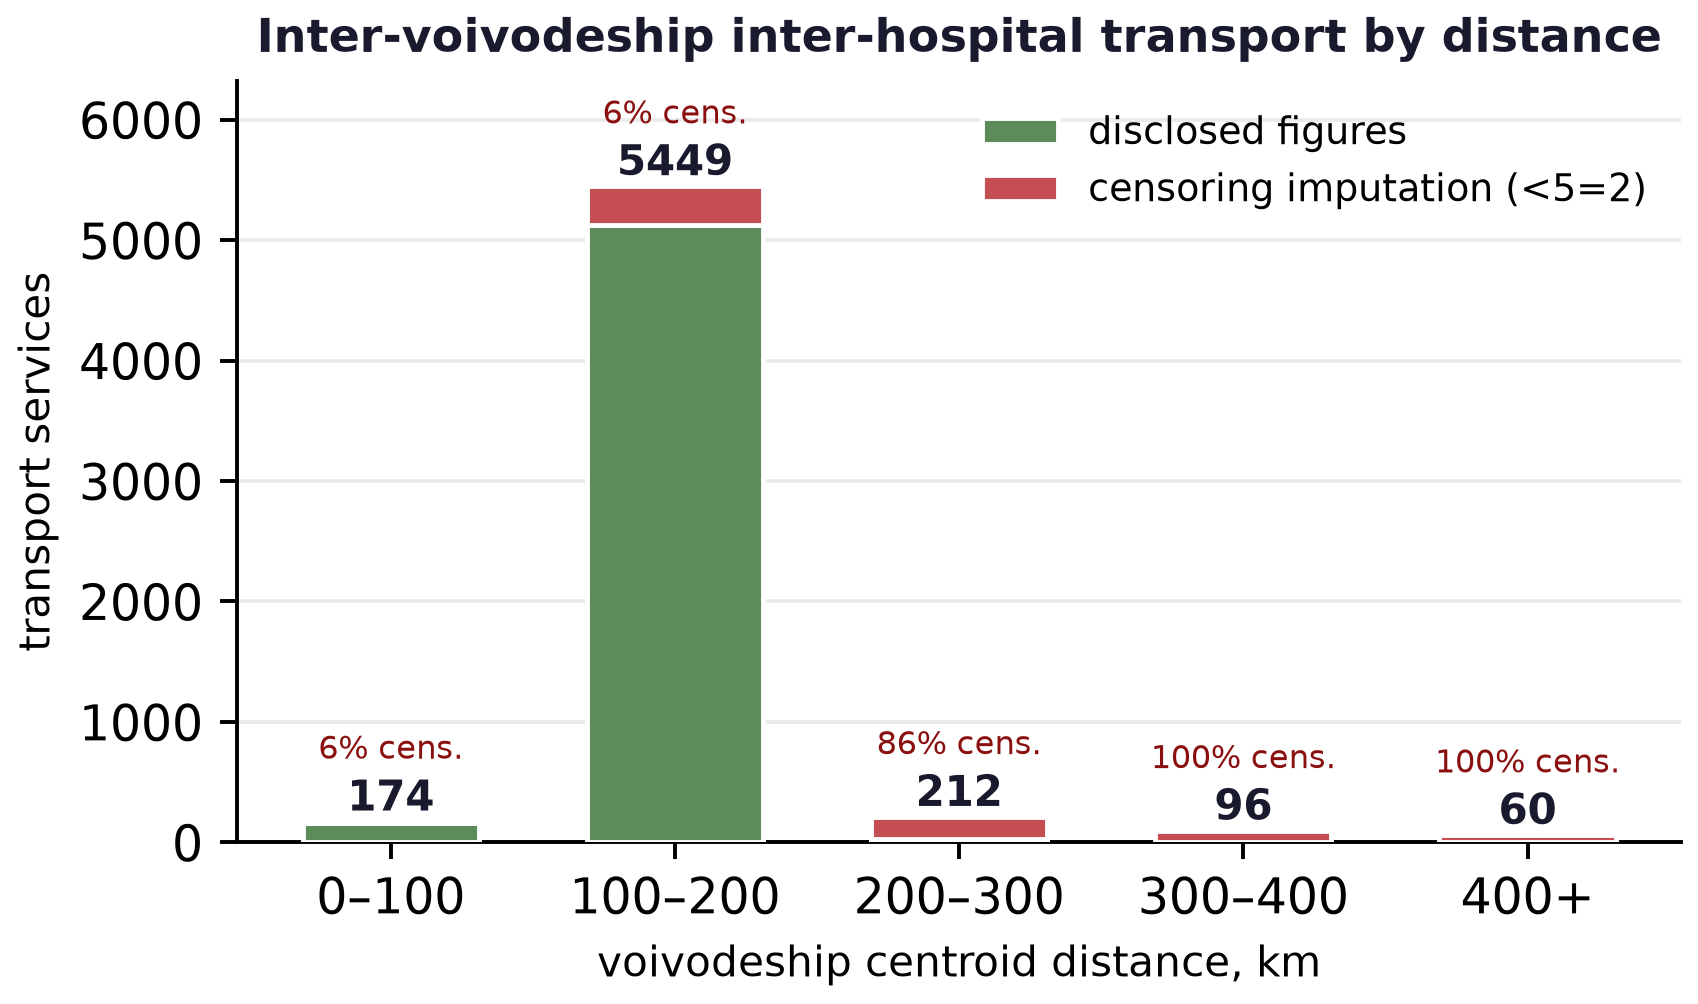 Inter-voivodeship inter-hospital transport by distance
transport services
6000
5000
4000
3000
2000
1000
0
disclosed figures
censoring imputation (<5=2)
6% cens.
174
6% cens.
5449
86% cens.
212
100% cens.
96
100% cens.
60
0–100
100–200
200–300
300–400
400+
voivodeship centroid distance, km